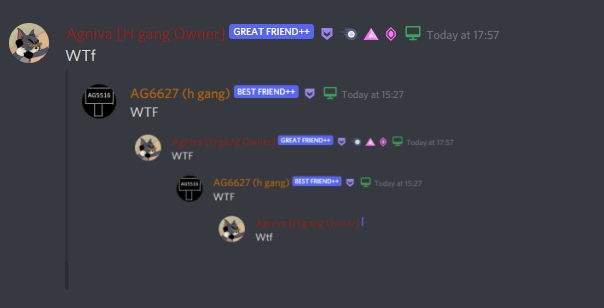 Agniva [H gang Owner] GREAT FRIEND++ Today at 17:57
WTf
AG5516
AG6627 (h gang) BEST FRIEND++ Today at 15:27
WTF
Agniva [H gang Owner] GREAT FRIEND++ Today at 17:57
WTF
AG5516
AG6627 (h gang) BEST FRIEND++ Today at 15:27
WTF
Agniva [H gang Owner]
Wtf